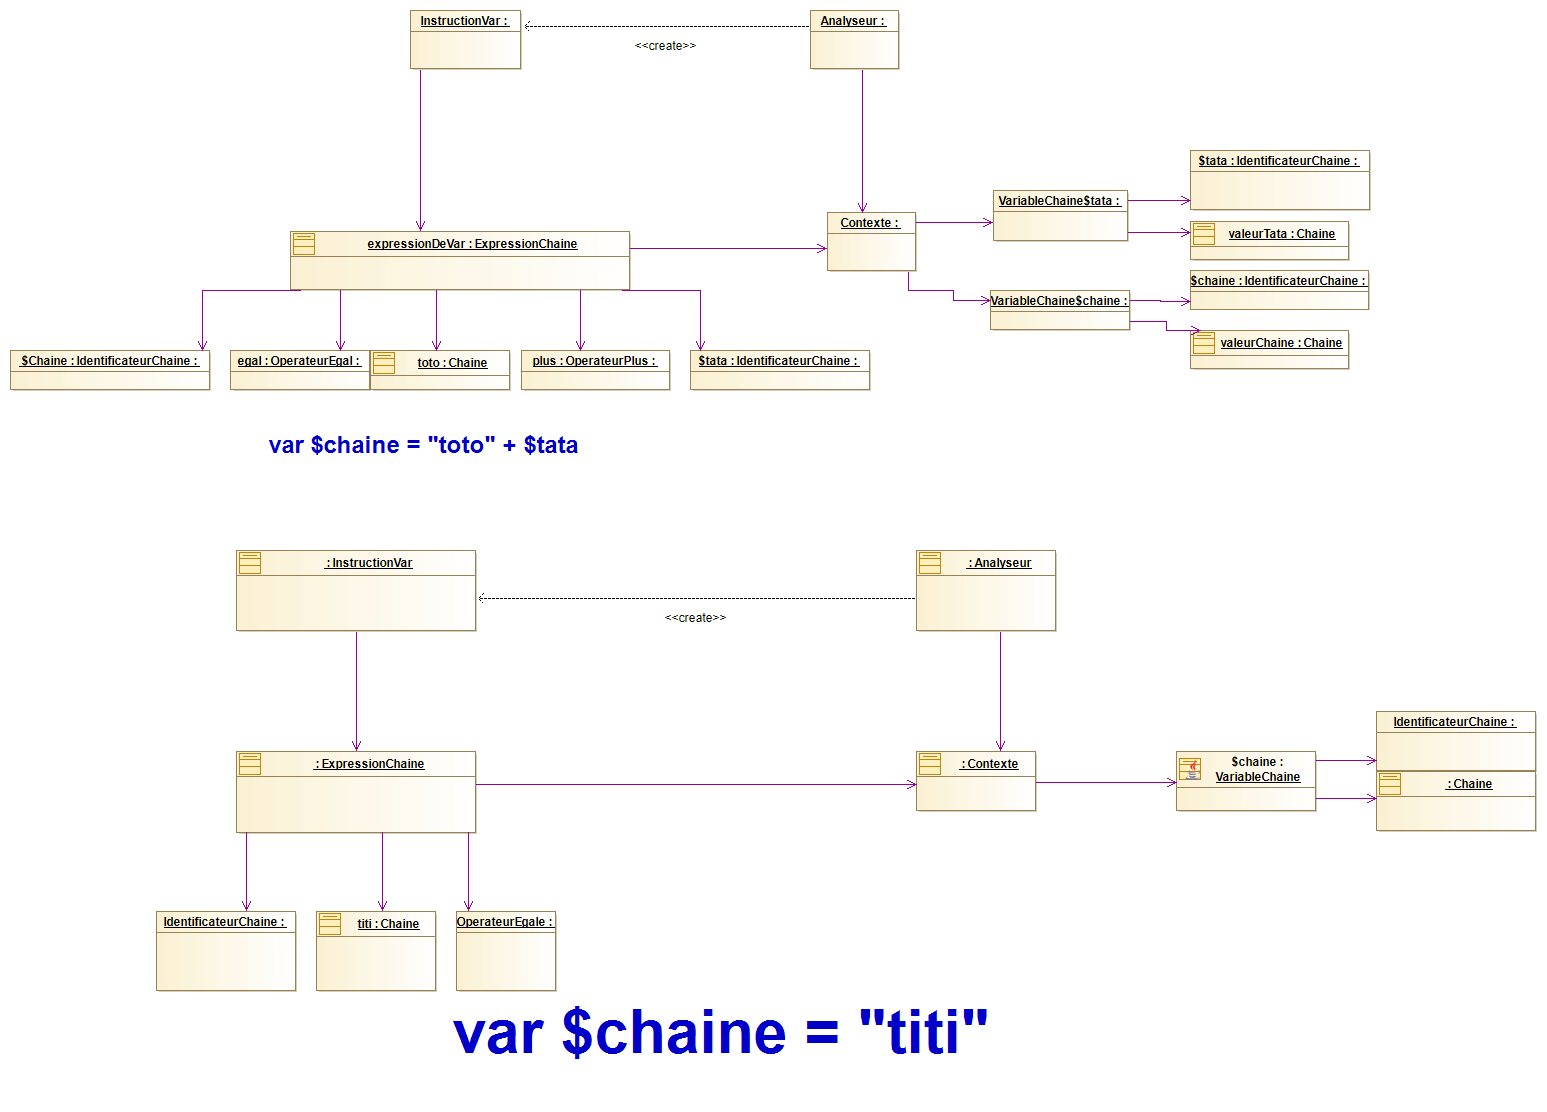 InstructionVar :
Analyseur :
<<create>>
$tata : IdentificateurChaine :
VariableChaine$tata :
Contexte :
valeurTata : Chaine
expressionDeVar : ExpressionChaine
$chaine : IdentificateurChaine :
VariableChaine$chaine :
valeurChaine : Chaine
$Chaine : IdentificateurChaine :
egal : OperateurEgal :
toto : Chaine
plus : OperateurPlus :
$tata : IdentificateurChaine :
var $chaine = "toto" + $tata
: InstructionVar
: Analyseur
<<create>>
IdentificateurChaine :
: ExpressionChaine
: Contexte
$chaine :
VariableChaine
: Chaine
IdentificateurChaine :
titi : Chaine
OperateurEgale :
var $chaine = "titi"